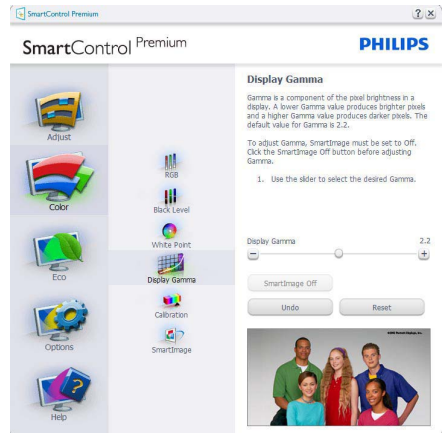 SmartControl Premium
SmartControl Premium
PHILIPS
Adjust
Color
Eco
Options
Help
RGB
Black Level
White Point
Display Gamma
Calibration
SmartImage
Display Gamma
Gamma is a component of the pixel brightness in a
display. A lower Gamma value produces brighter pixels
and a higher Gamma value produces darker pixels. The
default value for Gamma is 2.2.
To adjust Gamma, SmartImage must be set to Off.
Click the SmartImage Off button before adjusting
Gamma.
1. Use the slider to select the desired Gamma.
Display Gamma 2.2
SmartImage Off
Undo Reset